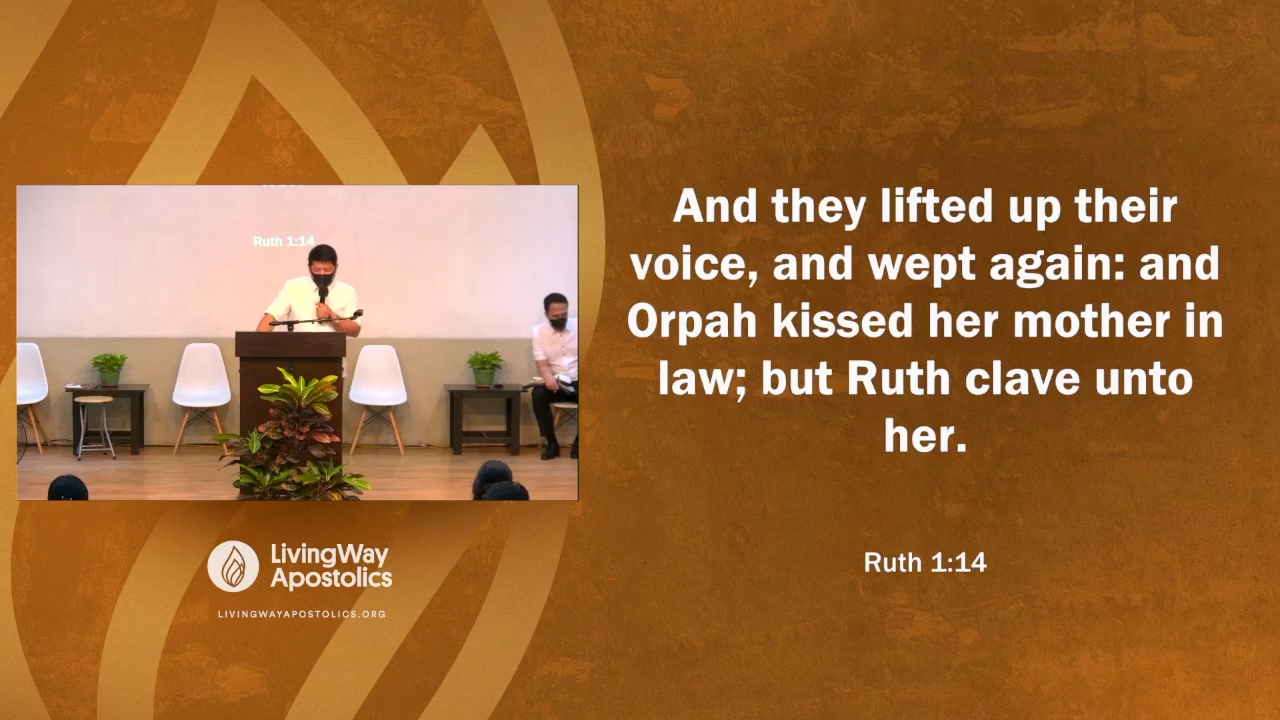 Ruth 1:14
And they lifted up their
voice, and wept again: and
Orpah kissed her mother in
law; but Ruth clave unto
her.
Ruth 1:14
LivingWay
Apostolics
LIVINGWAYAPOSTOLICS.ORG